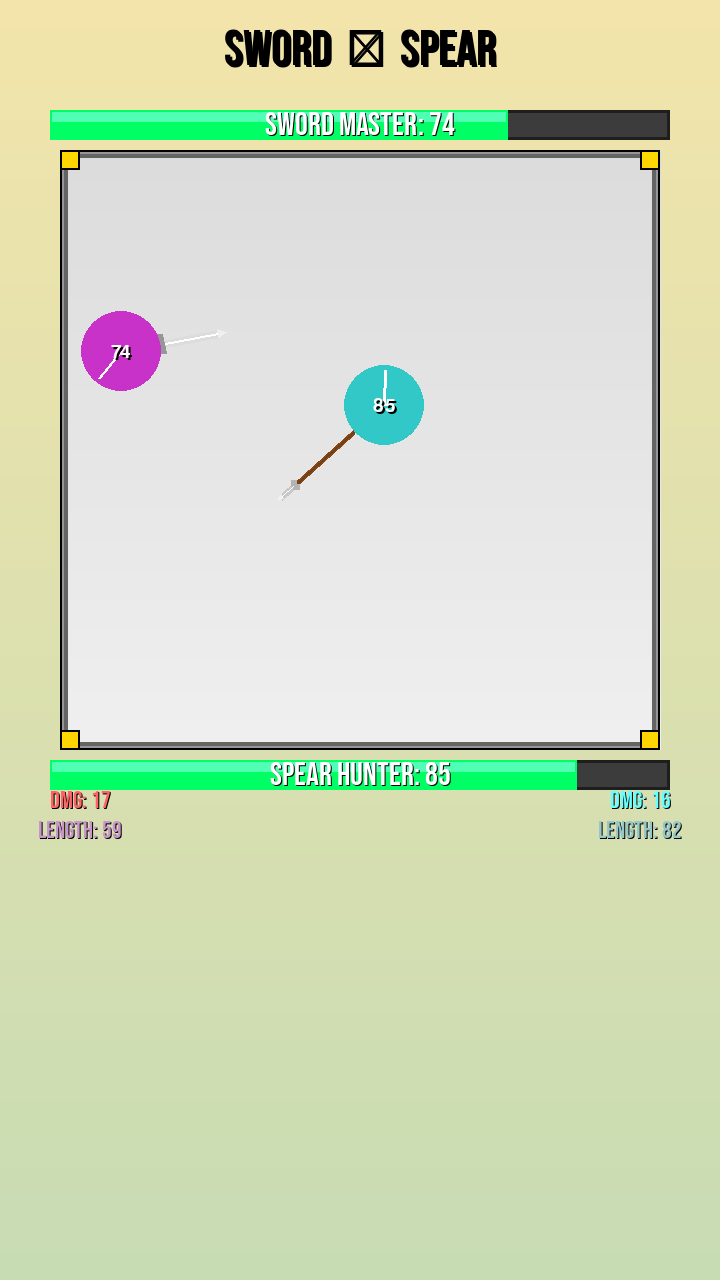 SWORD SPEAR
SWORD MASTER: 74
74
85
SPEAR HUNTER: 85
DMG: 17
DMG: 16
LENGTH: 59
LENGTH: 82